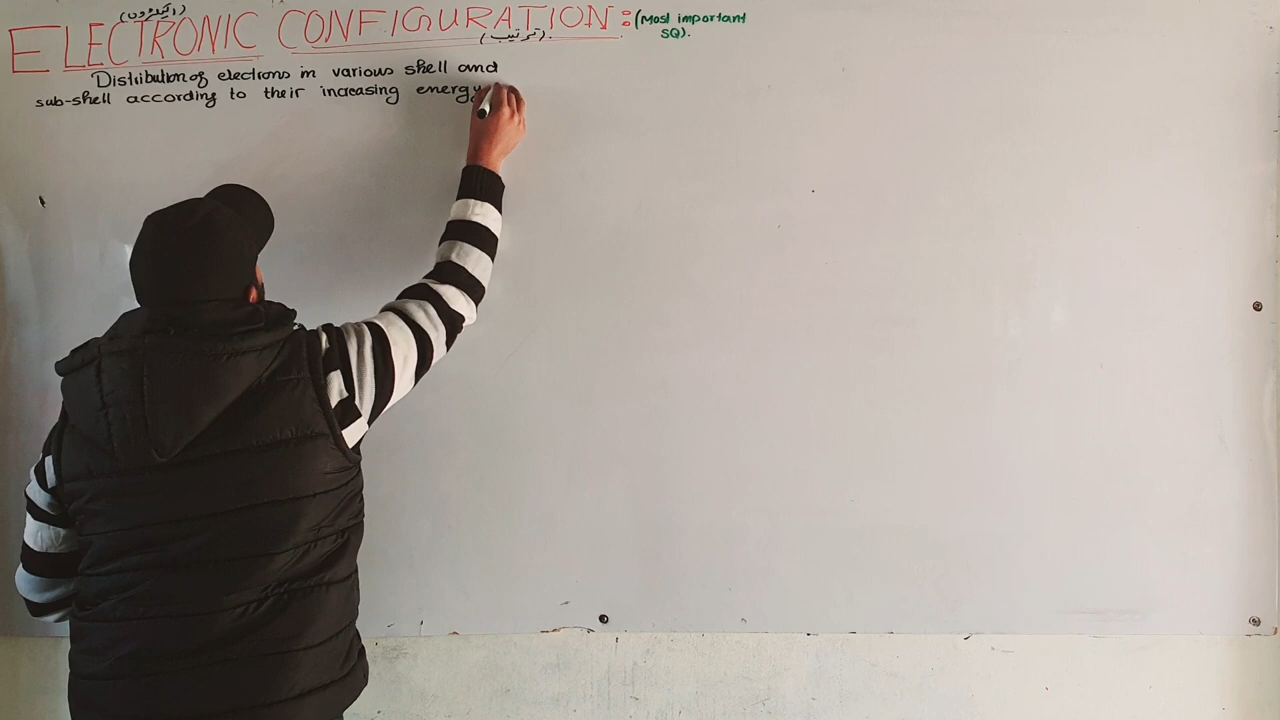 (الیکٹرون)
ELECTRONIC CONFIGURATION : (Most important
SQ).
(ترتیب).
Distribution of electrons in various shell and
sub-shell according to their increasing energy